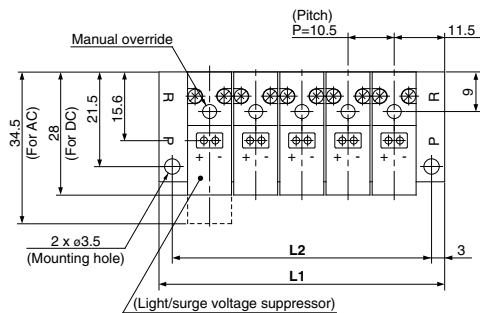 (Pitch)
P=10.5
11.5
Manual override
9
34.5
(For AC)
28
(For DC)
21.5
15.6
R
P
R
P
+ -
+ -
+ -
+ -
+ -
2 x ø3.5
(Mounting hole)
L2
3
L1
(Light/surge voltage suppressor)